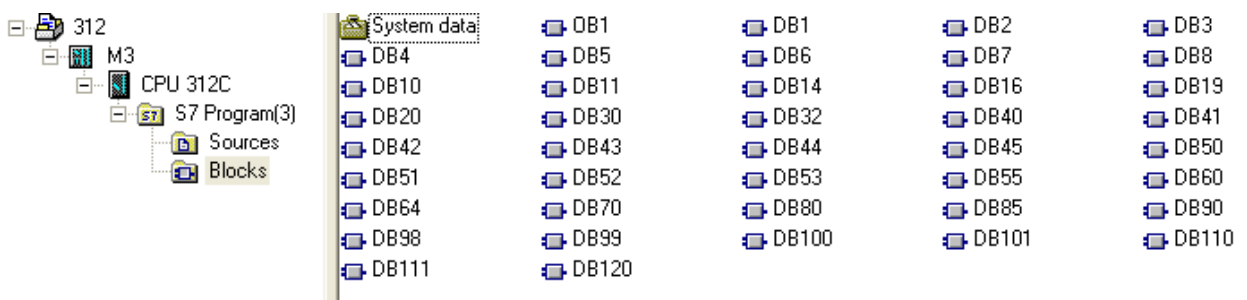 312
M3
CPU 312C
S7 Program(3)
Sources
Blocks
System data OB1 DB1 DB2 DB3
DB4 DB5 DB6 DB7 DB8
DB10 DB11 DB14 DB16 DB19
DB20 DB30 DB32 DB40 DB41
DB42 DB43 DB44 DB45 DB50
DB51 DB52 DB53 DB55 DB60
DB64 DB70 DB80 DB85 DB90
DB98 DB99 DB100 DB101 DB110
DB111 DB120